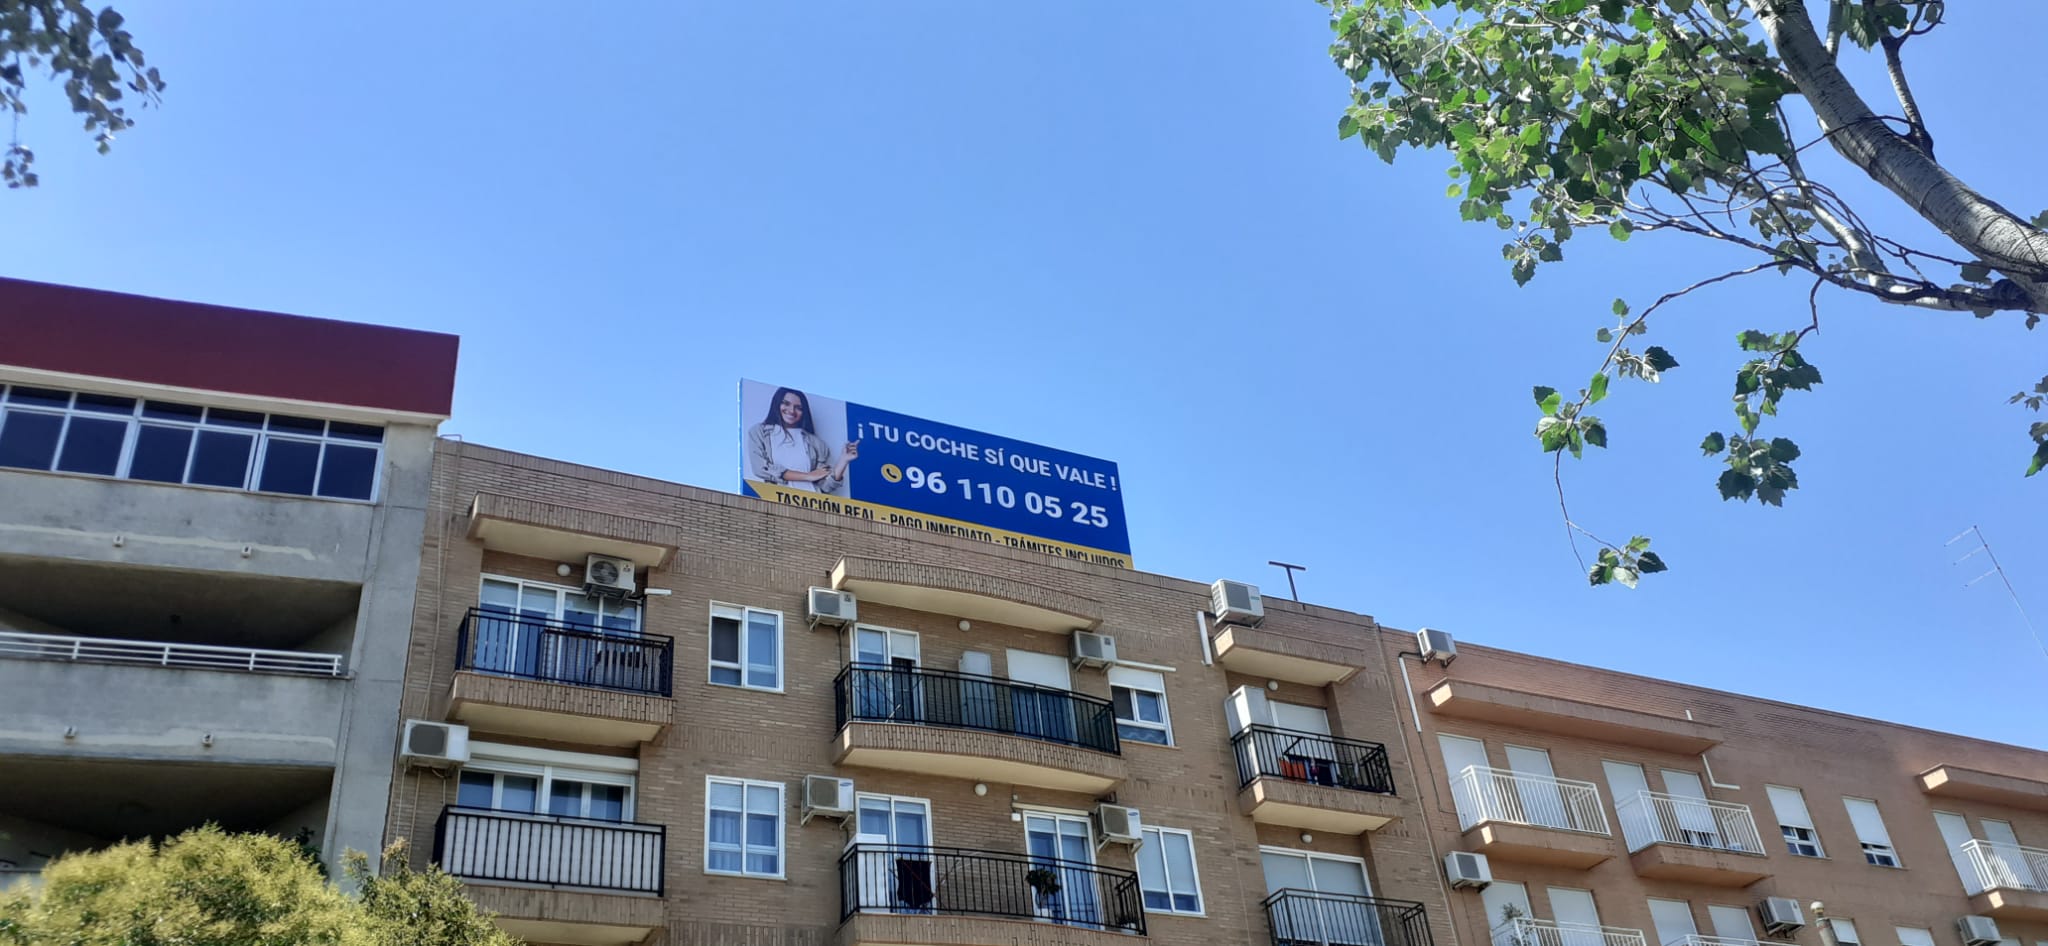 ¡ TU COCHE SÍ QUE VALE !
96 110 05 25
TASACIÓN REAL - PAGO INMEDIATO - TRÁMITES INCLUIDOS